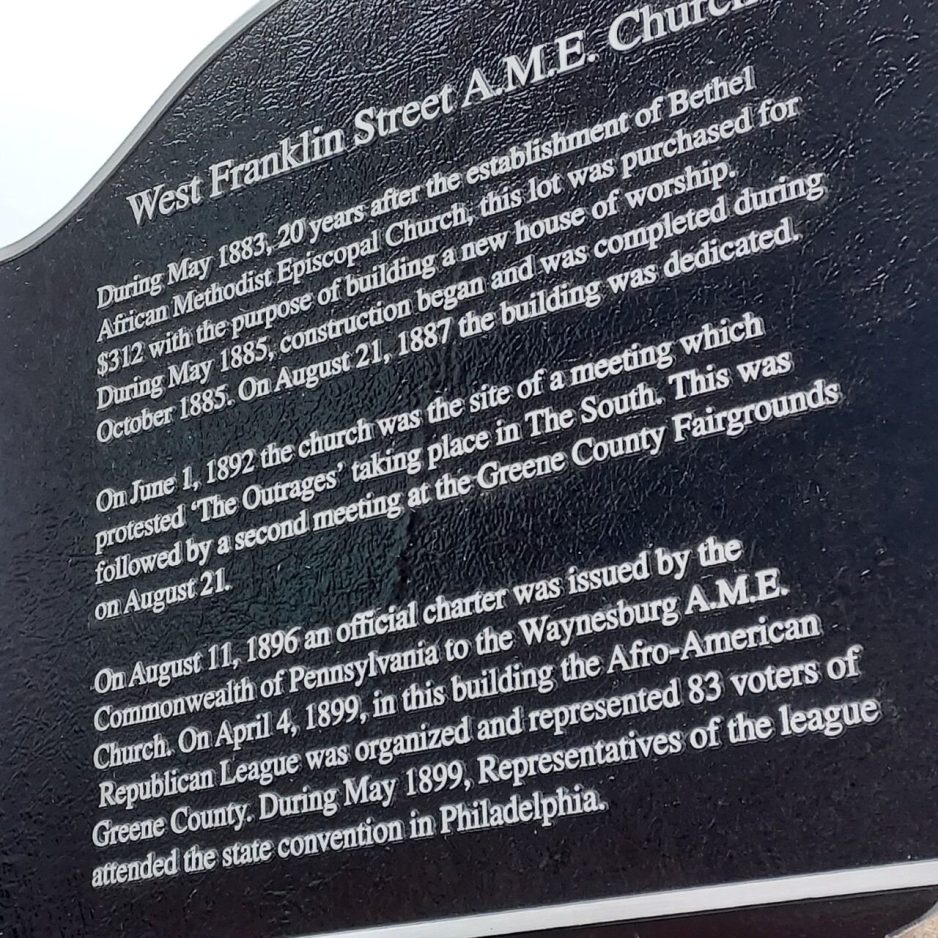 West Franklin Street A.M.E. Church
During May 1883, 20 years after the establishment of Bethel
African Methodist Episcopal Church, this lot was purchased for
$312 with the purpose of building a new house of worship.
During May 1885, construction began and was completed during
October 1885. On August 21, 1887 the building was dedicated.
On June 1, 1892 the church was the site of a meeting which
protested ‘The Outrages’ taking place in The South. This was
followed by a second meeting at the Greene County Fairgrounds
on August 21.
On August 11, 1896 an official charter was issued by the
Commonwealth of Pennsylvania to the Waynesburg A.M.E.
Church. On April 4, 1899, in this building the Afro-American
Republican League was organized and represented 83 voters of
Greene County. During May 1899, Representatives of the league
attended the state convention in Philadelphia.